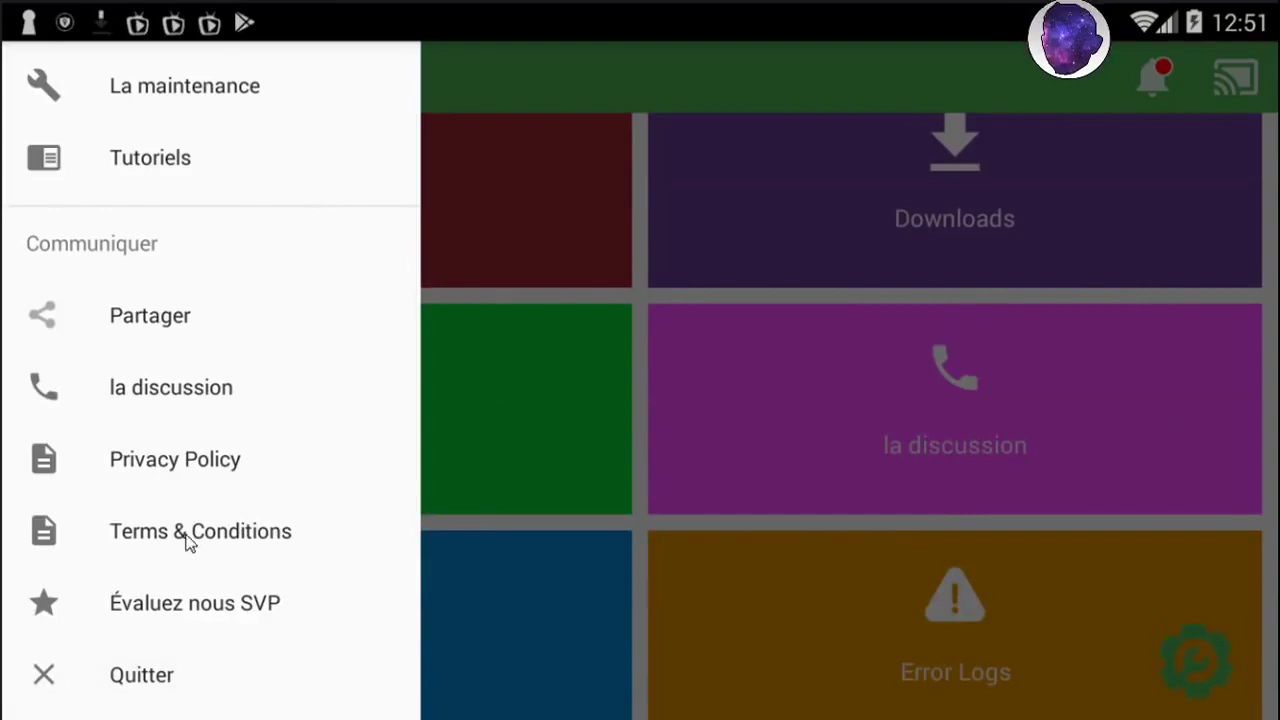 12:51
La maintenance
Tutoriels
Communiquer
Partager
la discussion
Privacy Policy
Terms & Conditions
Évaluez nous SVP
Quitter
Downloads
la discussion
Error Logs